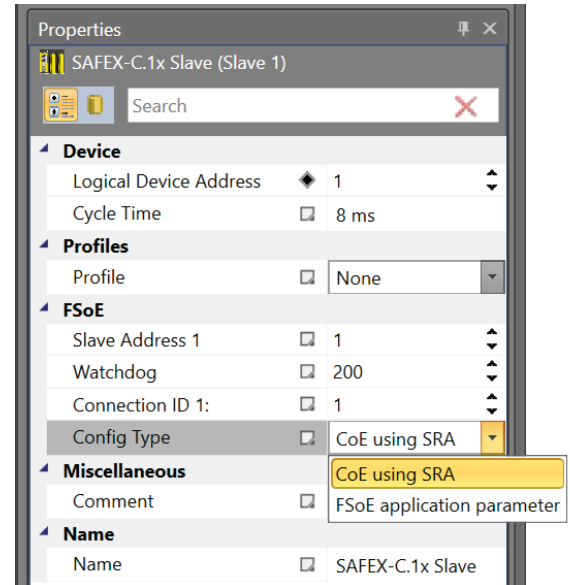 Properties
SAFEX-C.1x Slave (Slave 1)
Search
Device
Logical Device Address 1
Cycle Time 8 ms
Profiles
Profile None
FSoE
Slave Address 1 1
Watchdog 200
Connection ID 1: 1
Config Type CoE using SRA
CoE using SRA
Miscellaneous
FSoE application parameter
Comment
Name
Name SAFEX-C.1x Slave